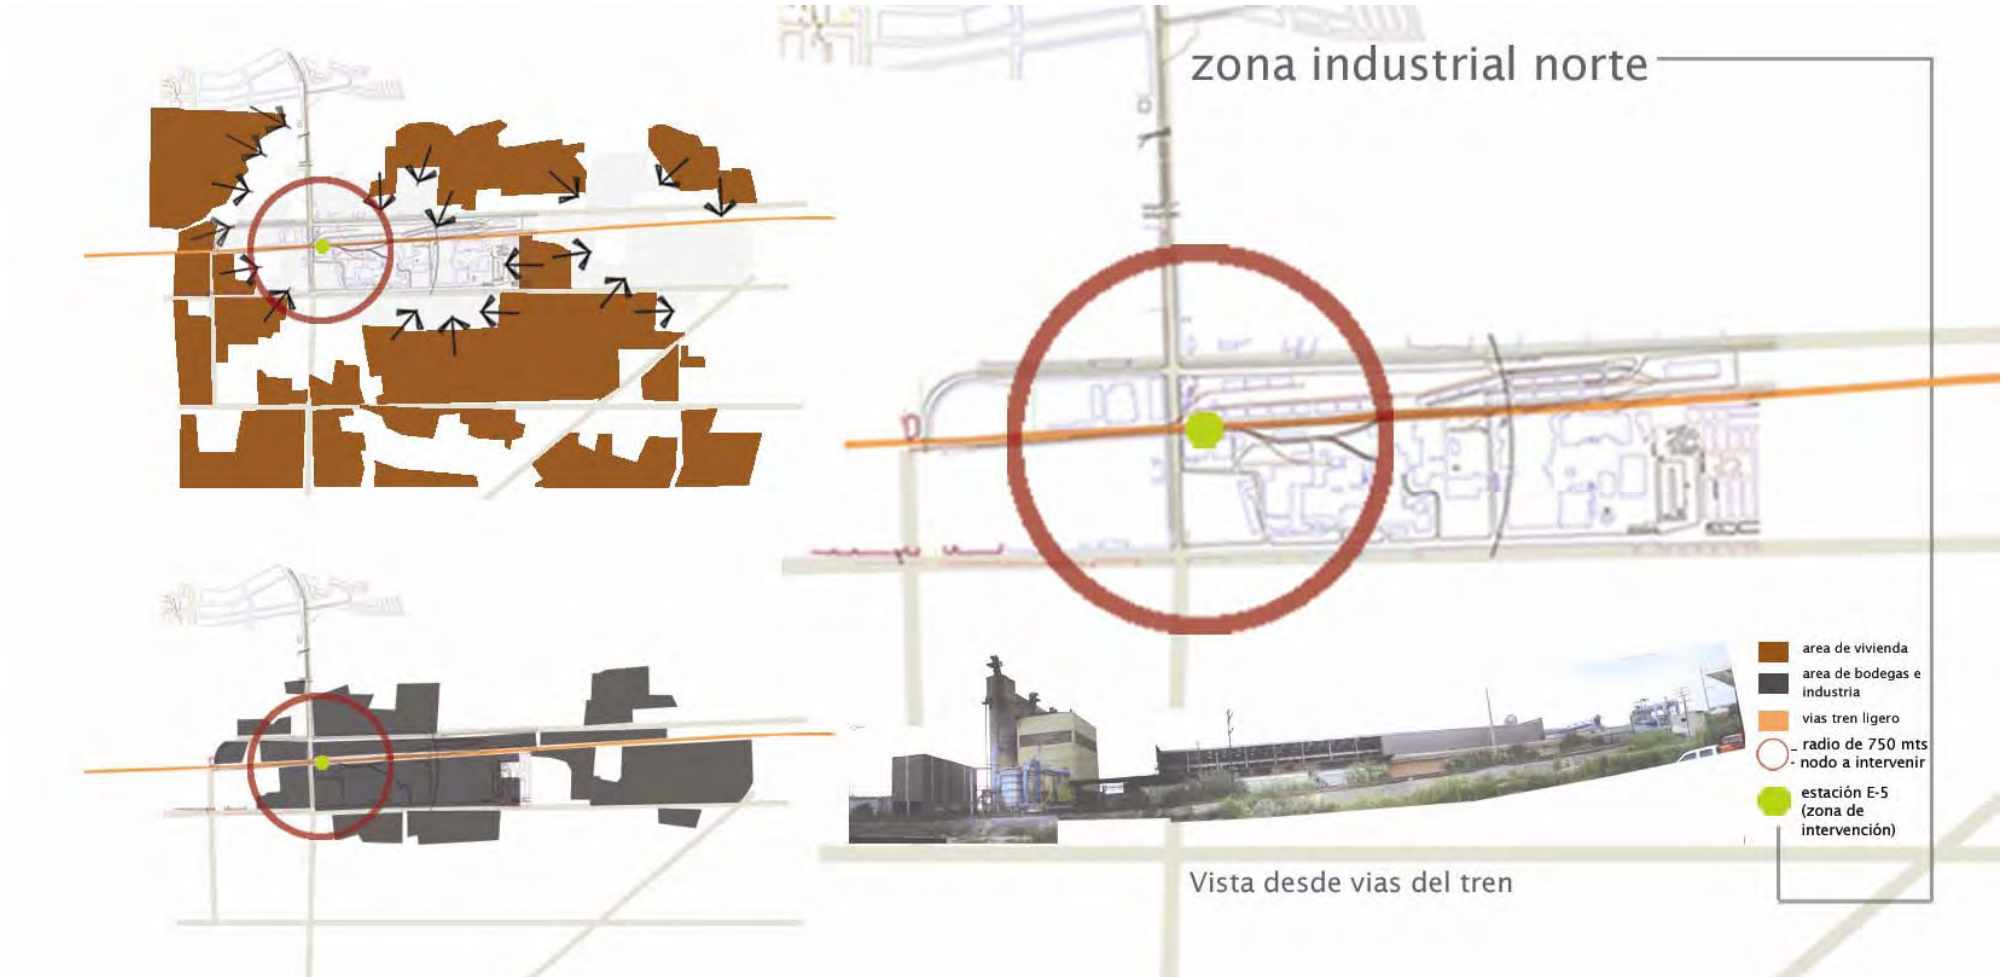 zona industrial norte
area de vivienda
area de bodegas e
industria
vias tren ligero
radio de 750 mts
nodo a intervenir
estación E-5
(zona de
intervención)
Vista desde vias del tren